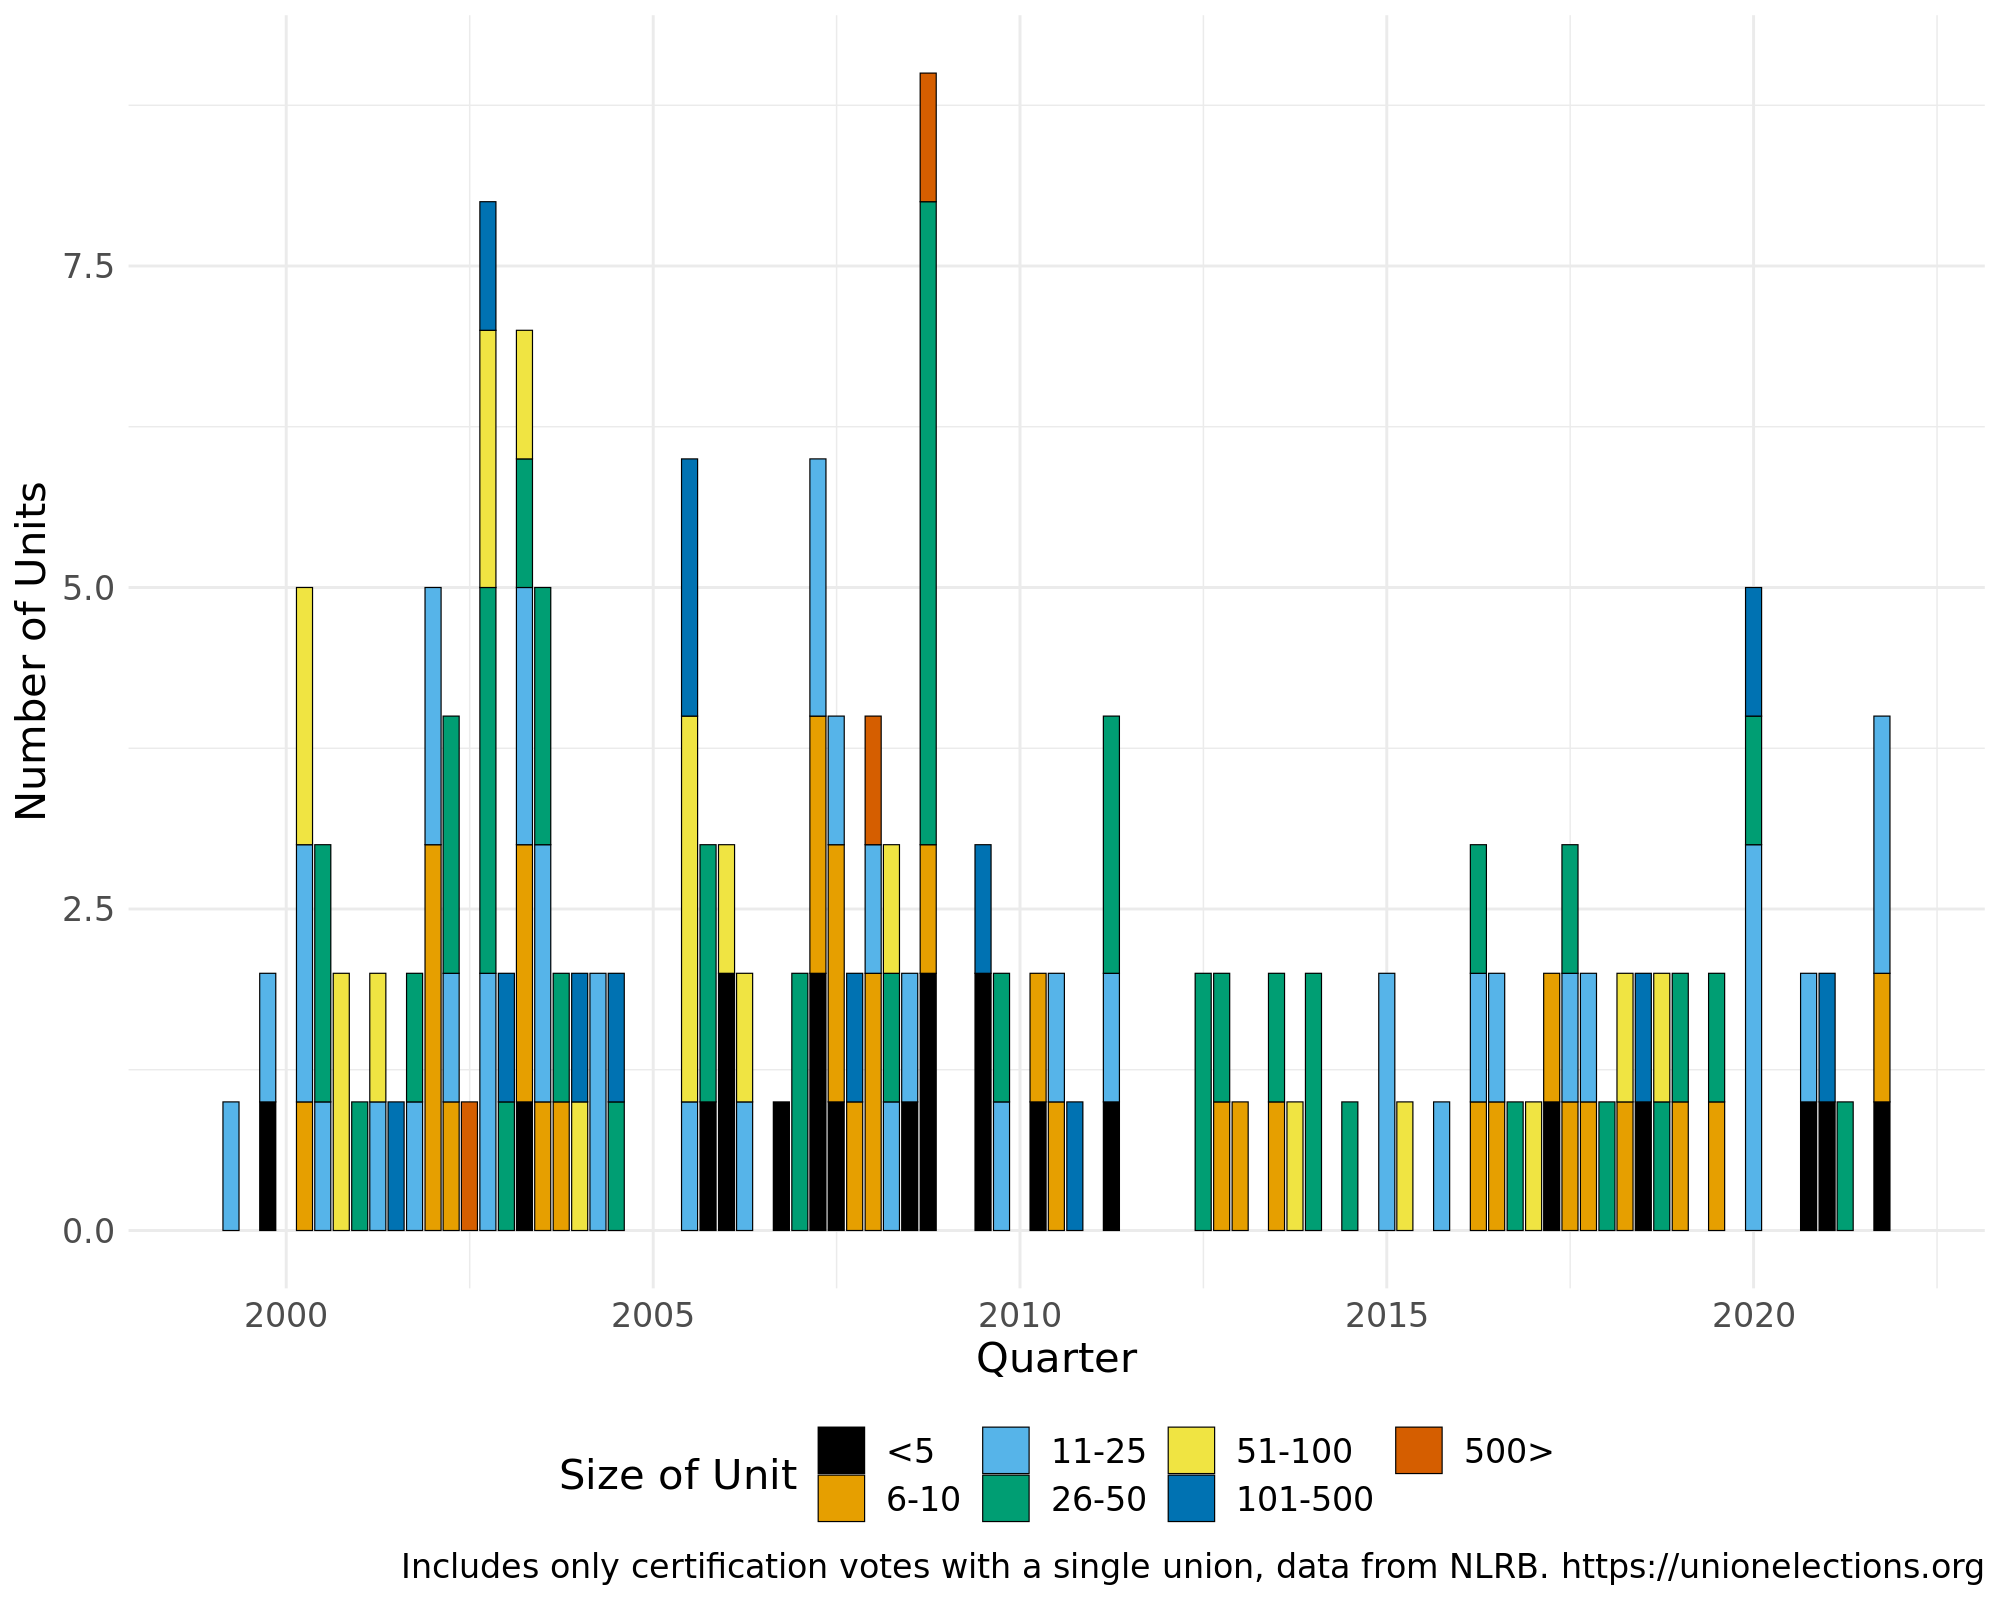 Number of Units
7.5
5.0
2.5
0.0
2000 2005 2010 2015 2020
Quarter
Size of Unit
<5 11-25 51-100 500>
6-10 26-50 101-500
Includes only certification votes with a single union, data from NLRB. https://unionelections.org